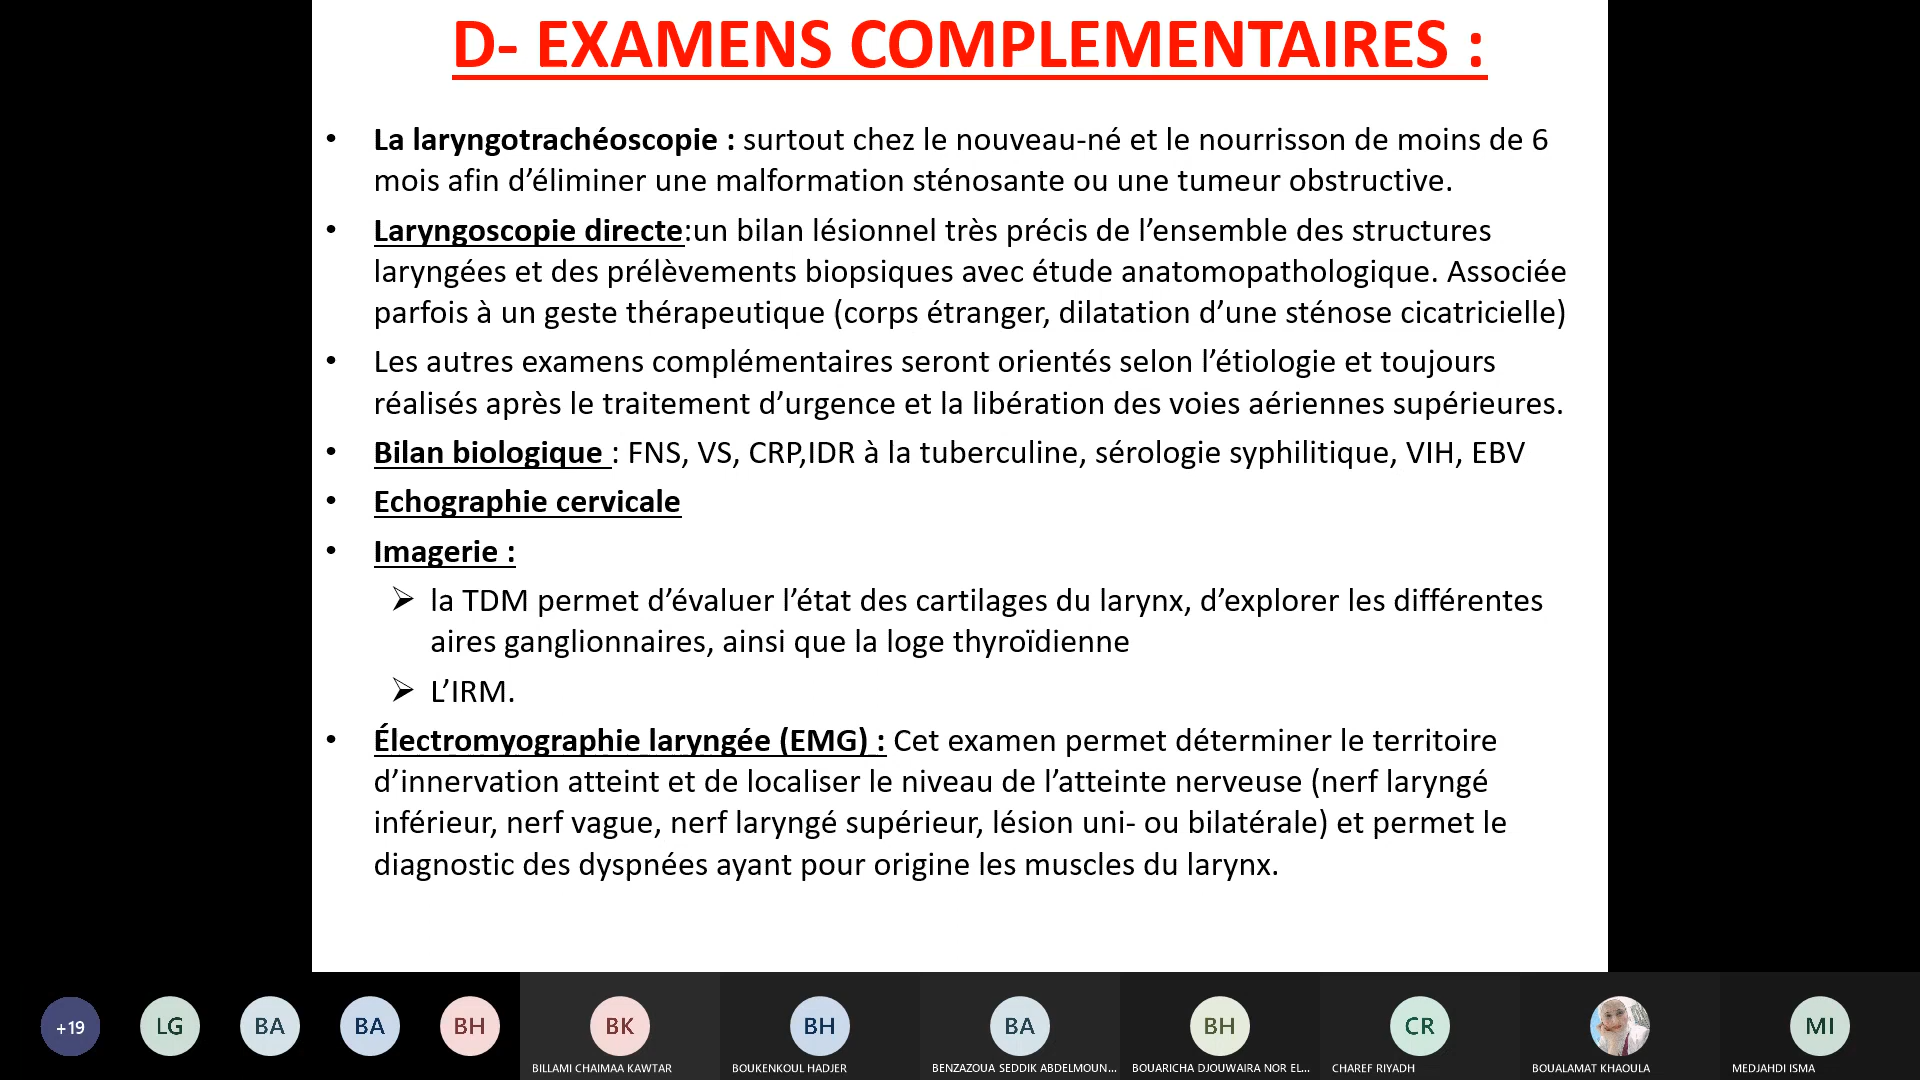 D- EXAMENS COMPLEMENTAIRES :
• La laryngotrachéoscopie : surtout chez le nouveau-né et le nourrisson de moins de 6
mois afin d’éliminer une malformation sténosante ou une tumeur obstructive.
• Laryngoscopie directe:un bilan lésionnel très précis de l’ensemble des structures
laryngées et des prélèvements biopsiques avec étude anatomopathologique. Associée
parfois à un geste thérapeutique (corps étranger, dilatation d’une sténose cicatricielle)
• Les autres examens complémentaires seront orientés selon l’étiologie et toujours
réalisés après le traitement d’urgence et la libération des voies aériennes supérieures.
• Bilan biologique : FNS, VS, CRP,IDR à la tuberculine, sérologie syphilitique, VIH, EBV
• Echographie cervicale
• Imagerie :
➢ la TDM permet d’évaluer l’état des cartilages du larynx, d’explorer les différentes
aires ganglionnaires, ainsi que la loge thyroïdienne
➢ L’IRM.
• Électromyographie laryngée (EMG) : Cet examen permet déterminer le territoire
d’innervation atteint et de localiser le niveau de l’atteinte nerveuse (nerf laryngé
inférieur, nerf vague, nerf laryngé supérieur, lésion uni- ou bilatérale) et permet le
diagnostic des dyspnées ayant pour origine les muscles du larynx.
+19 LG BA BA BH BK BH BA BH CR MI
BILLAMI CHAIMAA KAWTAR BOUKENKOUL HADJER BENZAZOUA SEDDIK ABDELMOUN... BOUARICHA DJOUWAIRA NOR EL... CHAREF RIYADH BOUALAMAT KHAOULA MEDJAHDI ISMA